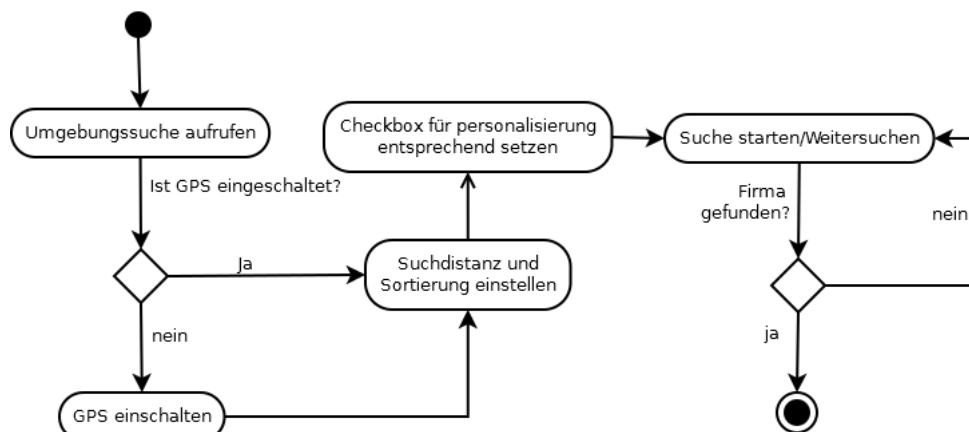 Umgebungssuche aufrufen
Ist GPS eingeschaltet?
Ja
nein
GPS einschalten
Suchdistanz und
Sortierung einstellen
Checkbox für personalisierung
entsprechend setzen
Suche starten/Weitersuchen
Firma
gefunden?
nein
ja